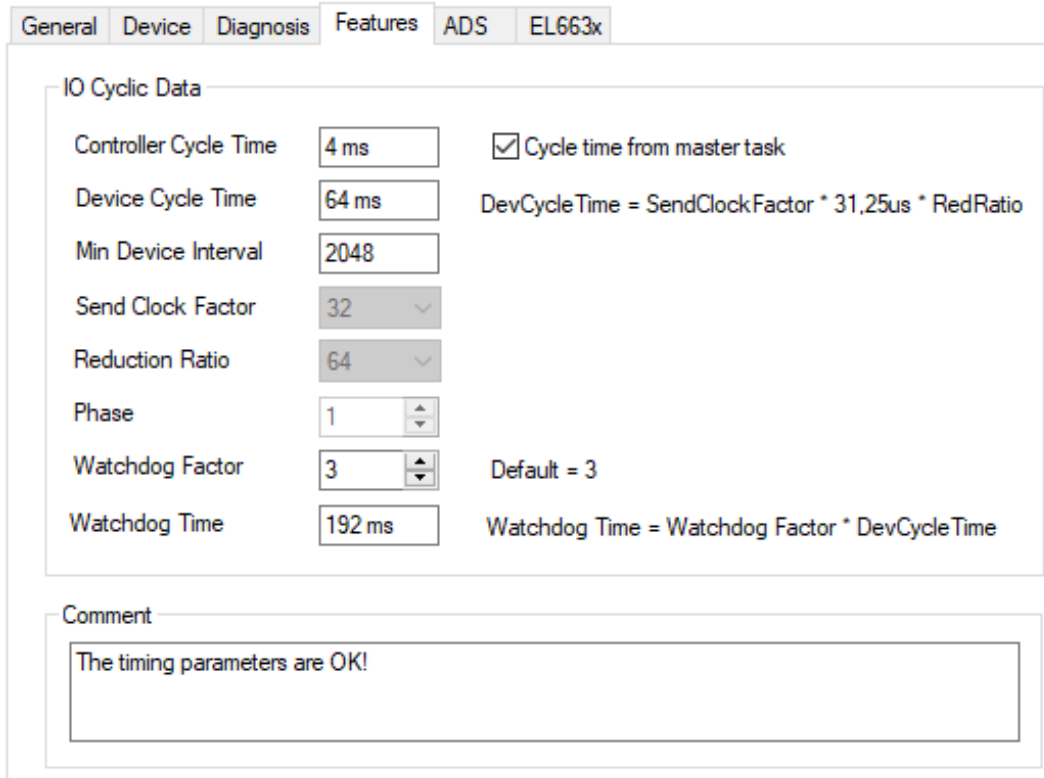 General Device Diagnosis Features ADS EL663x
IO Cyclic Data
Controller Cycle Time 4 ms Cycle time from master task
Device Cycle Time 64 ms DevCycleTime = SendClockFactor * 31,25us * RedRatio
Min Device Interval 2048
Send Clock Factor 32
Reduction Ratio 64
Phase 1
Watchdog Factor 3 Default = 3
Watchdog Time 192 ms Watchdog Time = Watchdog Factor * DevCycleTime
Comment
The timing parameters are OK!